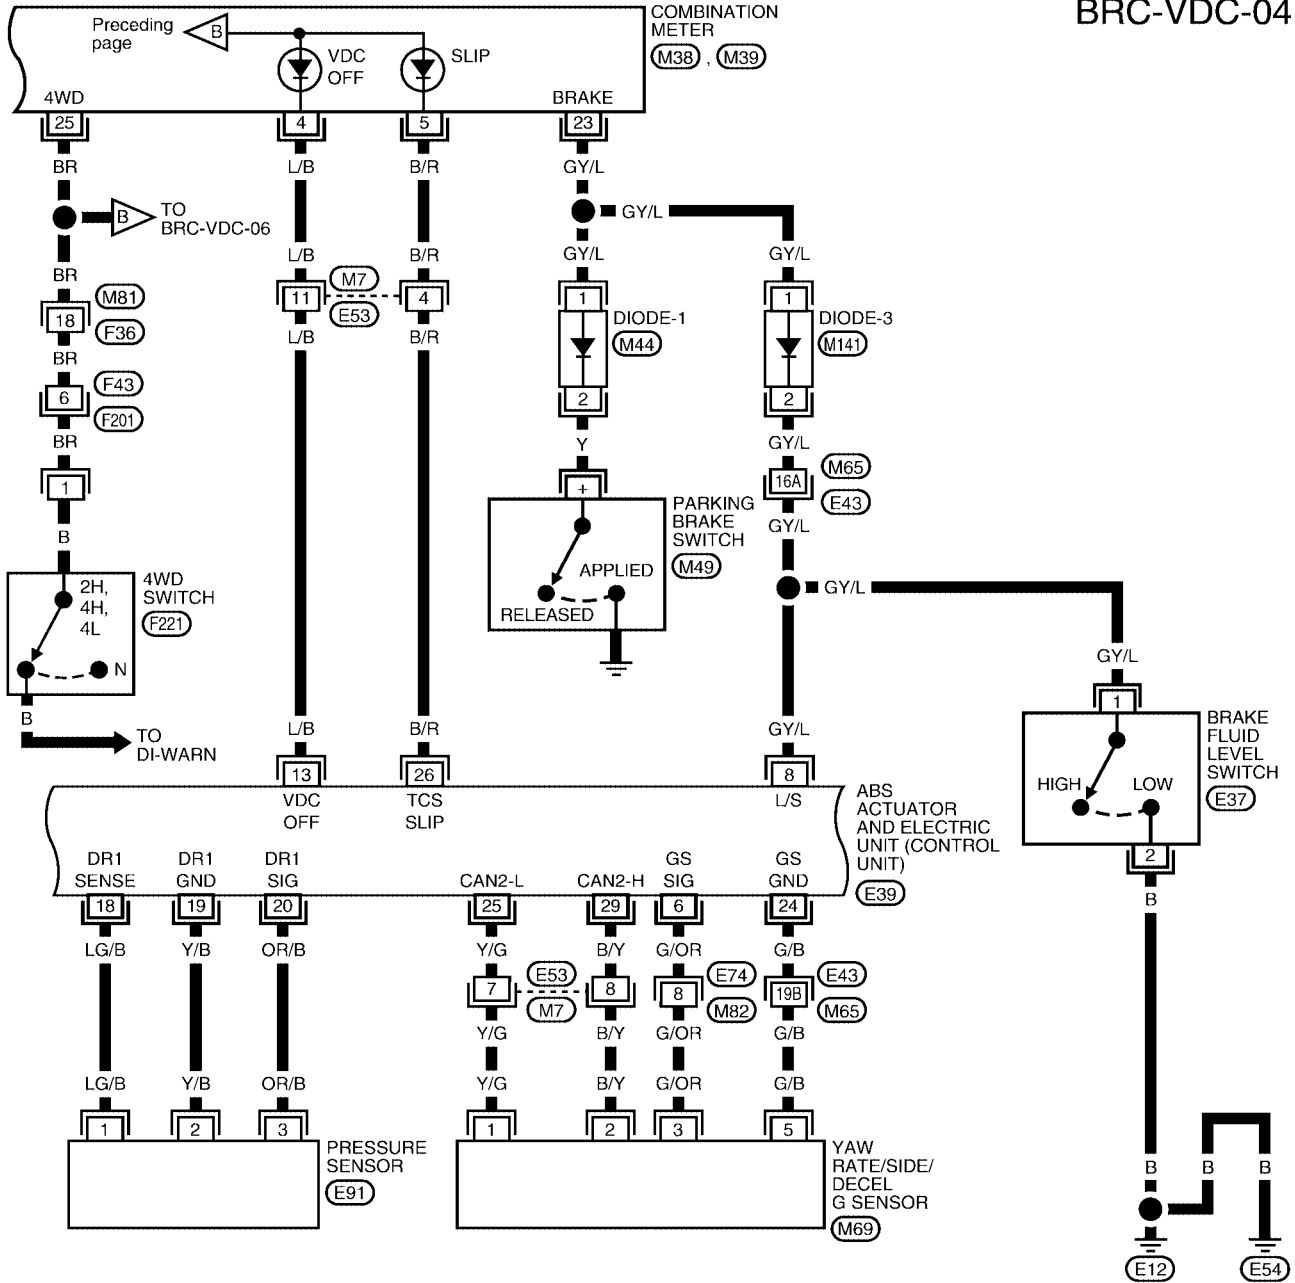 BRC-VDC-04
Preceding
page
B
VDC
OFF
SLIP
COMBINATION
METER
M38 , M39
4WD
BRAKE
25
4
5
23
BR
L/B
B/R
GY/L
B
TO
BRC-VDC-06
GY/L
BR
L/B
B/R
GY/L
GY/L
M81
18
F36
11
M7
E53
4
1
1
DIODE-1
M44
DIODE-3
M141
BR
L/B
B/R
F43
6
F201
2
2
BR
Y
GY/L
1
+
16A
M65
E43
B
GY/L
PARKING
BRAKE
SWITCH
M49
APPLIED
RELEASED
2H,
4H,
4L
N
4WD
SWITCH
F221
GY/L
GY/L
B
TO
DI-WARN
L/B
B/R
GY/L
1
BRAKE
FLUID
LEVEL
SWITCH
E37
HIGH
LOW
2
B
13
26
8
VDC
OFF
TCS
SLIP
L/S
ABS
ACTUATOR
AND ELECTRIC
UNIT (CONTROL
UNIT)
E39
DR1
SENSE
DR1
GND
DR1
SIG
CAN2-L
CAN2-H
GS
SIG
GS
GND
18
19
20
25
29
6
24
LG/B
Y/B
OR/B
Y/G
B/Y
G/OR
G/B
7
E53
M7
8
8
E74
M82
19B
E43
M65
Y/G
B/Y
G/OR
G/B
LG/B
Y/B
OR/B
Y/G
B/Y
G/OR
G/B
1
2
3
1
2
3
5
PRESSURE
SENSOR
E91
YAW
RATE/SIDE/
DECEL
G SENSOR
M69
B
B
B
E12
E54